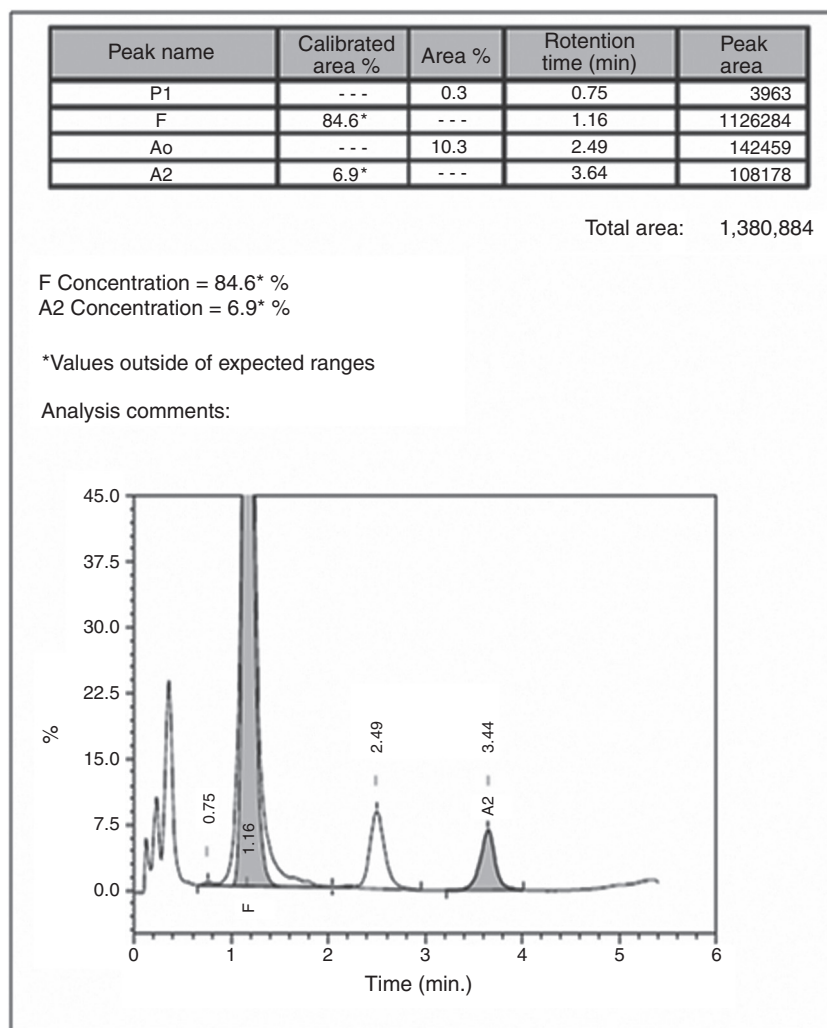 Peak name Calibrated area % Area % Rotention time (min) Peak area
P1 - - - 0.3 0.75 3963
F 84.6* - - - 1.16 1126284
Ao - - - 10.3 2.49 142459
A2 6.9* - - - 3.64 108178
Total area: 1,380,884
F Concentration = 84.6* %
A2 Concentration = 6.9* %
*Values outside of expected ranges
Analysis comments:
45.0
37.5
30.0
22.5
15.0
7.5
0.0
%
0.75
1.16
F
2.49
3.44
A2
0 1 2 3 4 5 6
Time (min.)